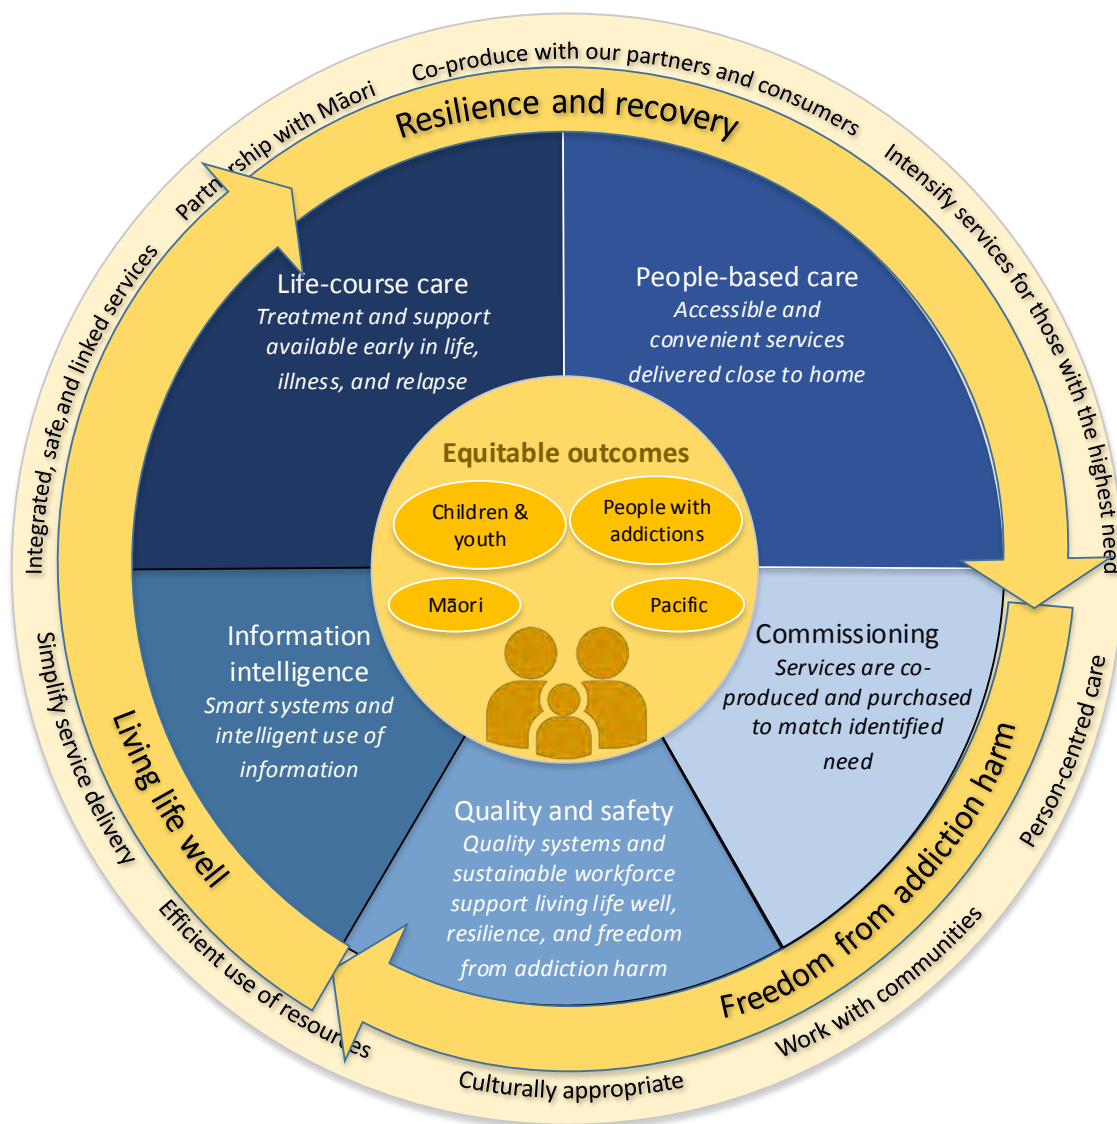 Co-produce with our partners and consumers
Intensify services for those with the highest need
Person-centred care
Work with communities
Culturally appropriate
Efficient use of resources
Simplify service delivery
Integrated, safe, and linked services
Partnership with Māori
Resilience and recovery
Freedom from addiction harm
Living life well
Life-course care
Treatment and support
available early in life,
illness, and relapse
People-based care
Accessible and
convenient services
delivered close to home
Commissioning
Services are co-
produced and purchased
to match identified
need
Quality and safety
Quality systems and
sustainable workforce
support living life well,
resilience, and freedom
from addiction harm
Information
intelligence
Smart systems and
intelligent use of
information
Equitable outcomes
Children &
youth
People with
addictions
Māori
Pacific